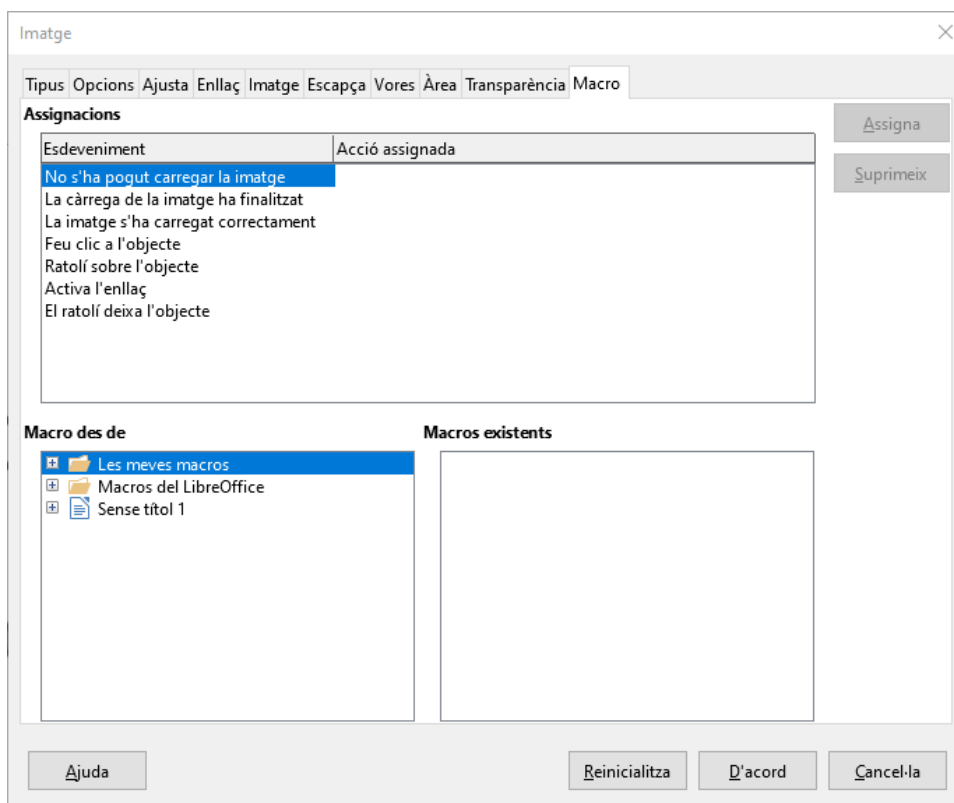 Imatge
Tipus Opcions Ajusta Enllaç Imatge Escapça Vores Àrea Transparència Macro
Assignacions
Assigna
Esdeveniment Acció assignada
Suprimeix
No s'ha pogut carregar la imatge
La càrrega de la imatge ha finalitzat
La imatge s'ha carregat correctament
Feu clic a l'objecte
Ratolí sobre l'objecte
Activa l'enllaç
El ratolí deixa l'objecte
Macro des de
Macros existents
Les meves macros
Macros del LibreOffice
Sense títol 1
Ajuda
Reinicialitza
D'acord
Cancel·la